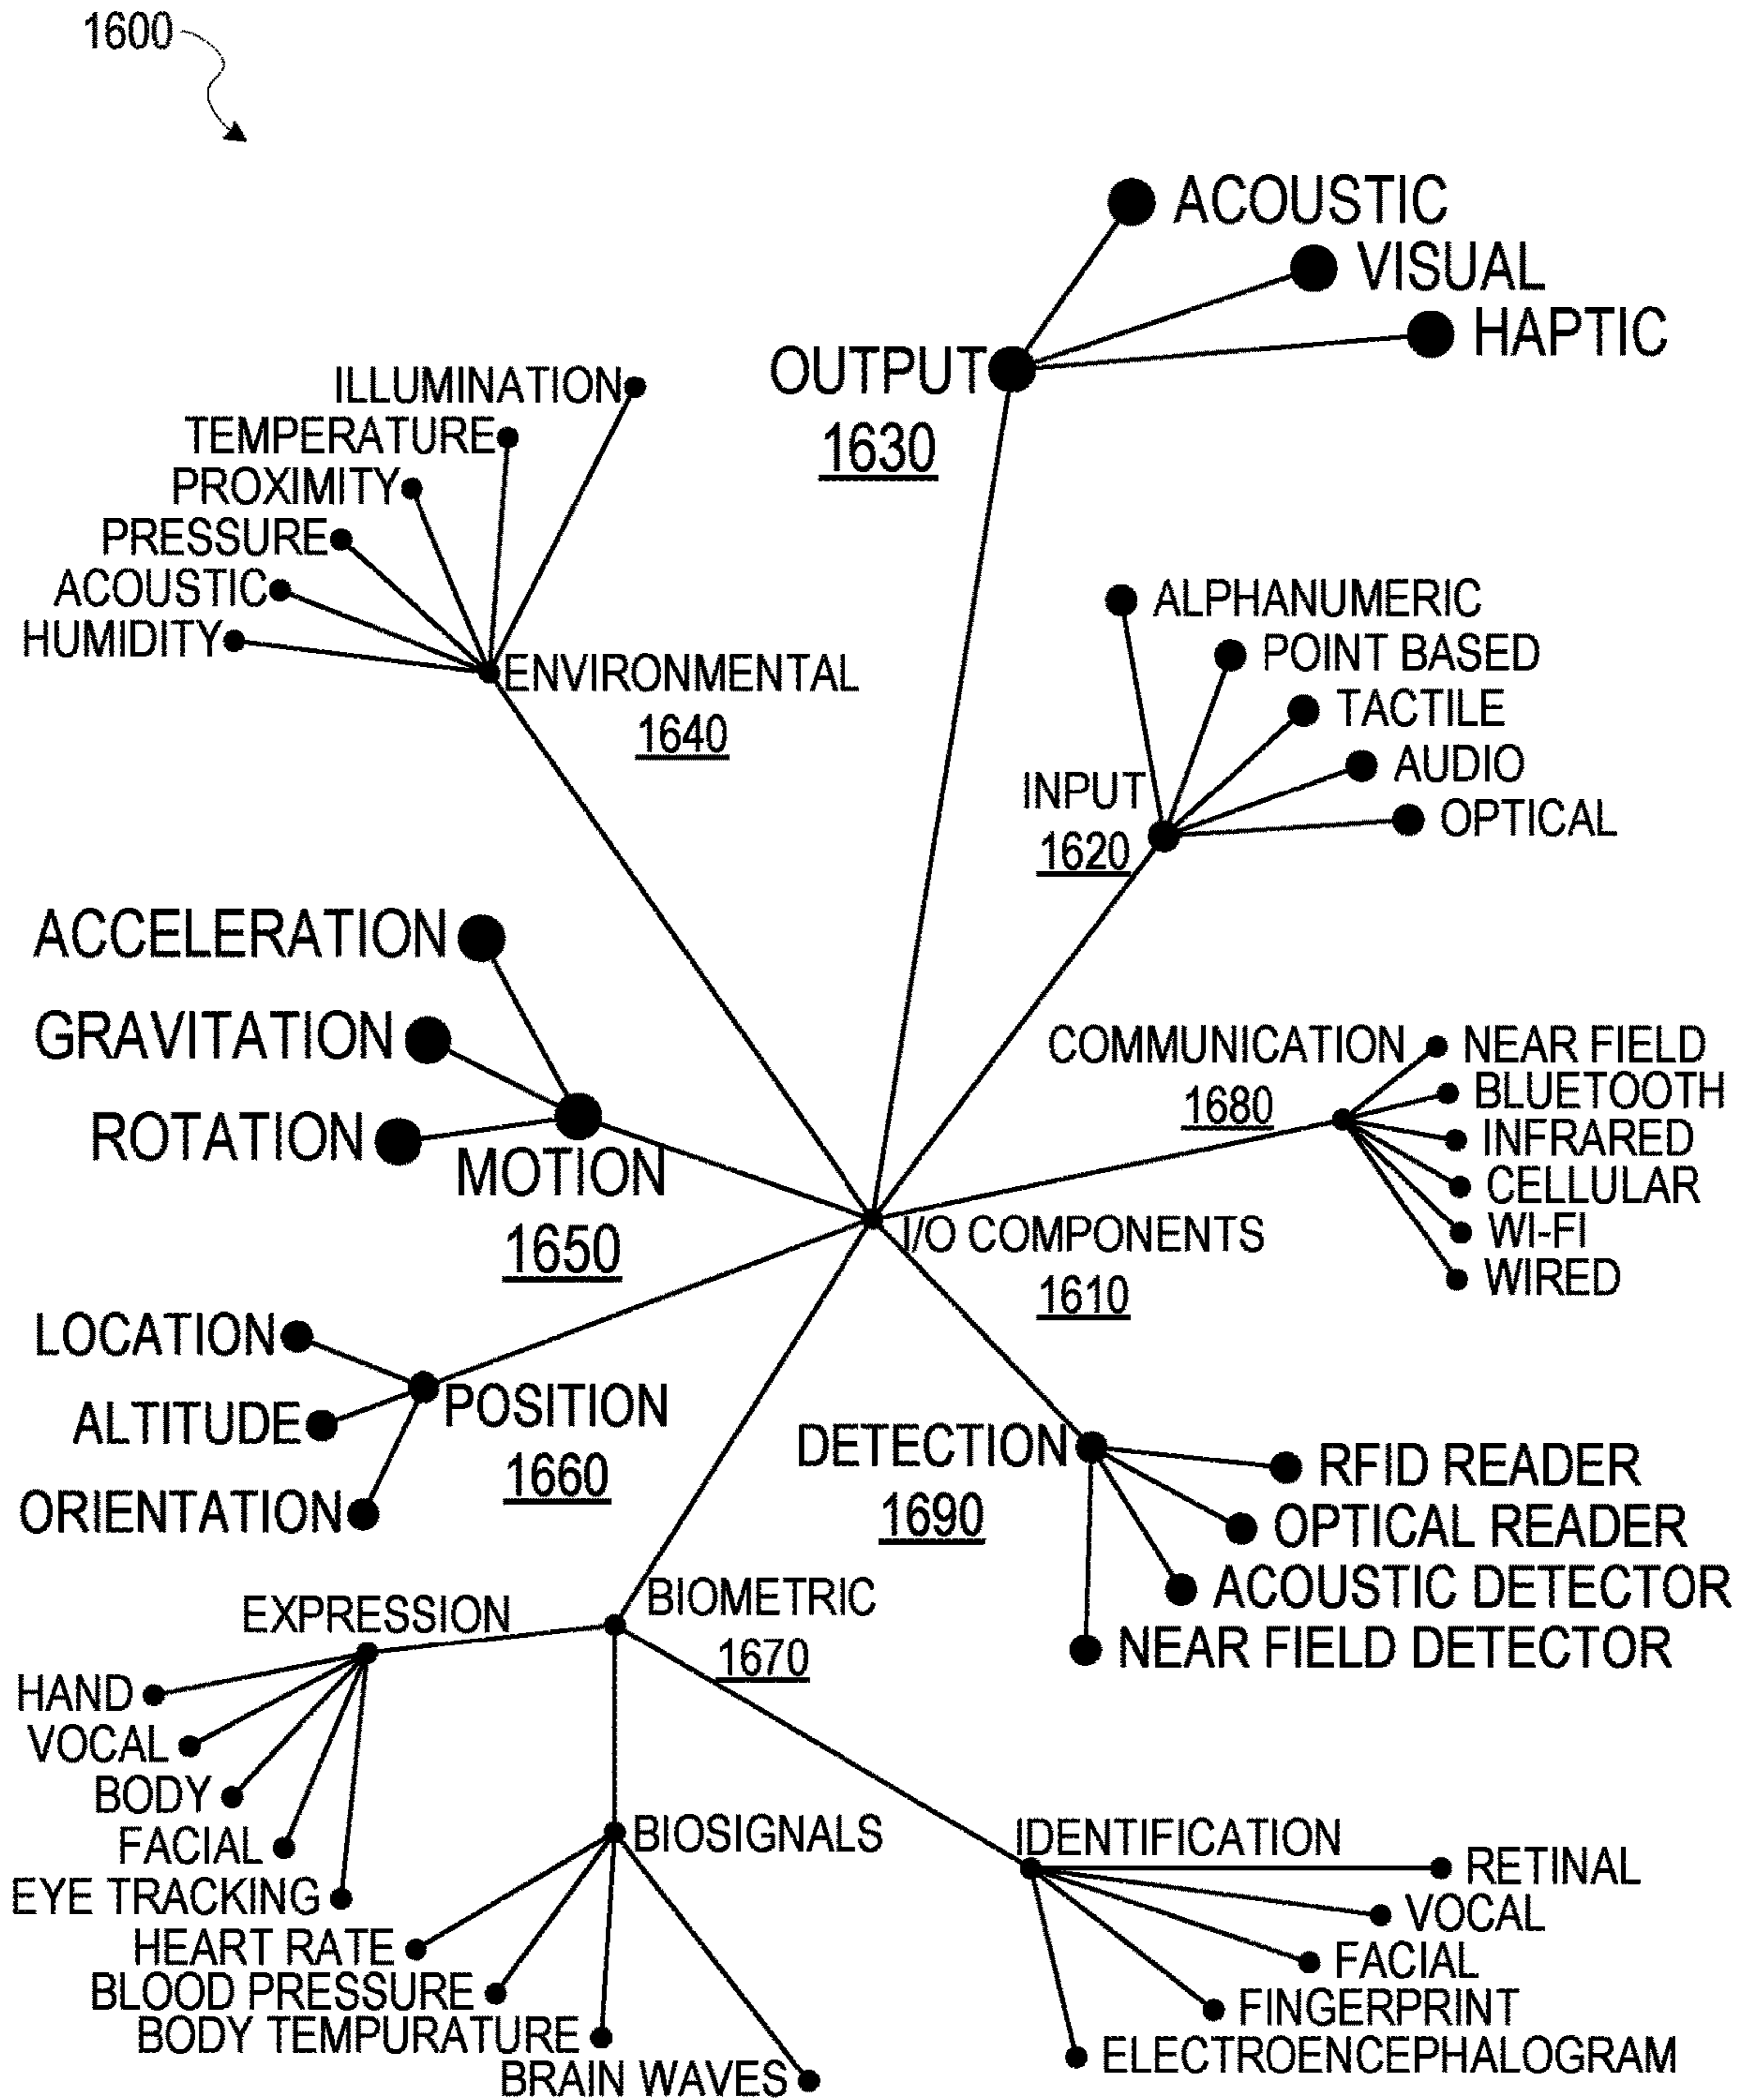 1600
ACOUSTIC
VISUAL
HAPTIC
OUTPUT
1630
ILLUMINATION
TEMPERATURE
PROXIMITY
PRESSURE
ACOUSTIC
HUMIDITY
ENVIRONMENTAL
1640
ALPHANUMERIC
POINT BASED
TACTILE
AUDIO
OPTICAL
INPUT
1620
ACCELERATION
GRAVITATION
ROTATION
MOTION
1650
COMMUNICATION
1680
NEAR FIELD
BLUETOOTH
INFRARED
CELLULAR
WI-FI
WIRED
I/O COMPONENTS
1610
LOCATION
ALTITUDE
ORIENTATION
POSITION
1660
DETECTION
1690
RFID READER
OPTICAL READER
ACOUSTIC DETECTOR
NEAR FIELD DETECTOR
BIOMETRIC
1670
EXPRESSION
HAND
VOCAL
BODY
FACIAL
EYE TRACKING
BIOSIGNALS
HEART RATE
BLOOD PRESSURE
BODY TEMPURATURE
BRAIN WAVES
IDENTIFICATION
RETINAL
VOCAL
FACIAL
FINGERPRINT
ELECTROENCEPHALOGRAM